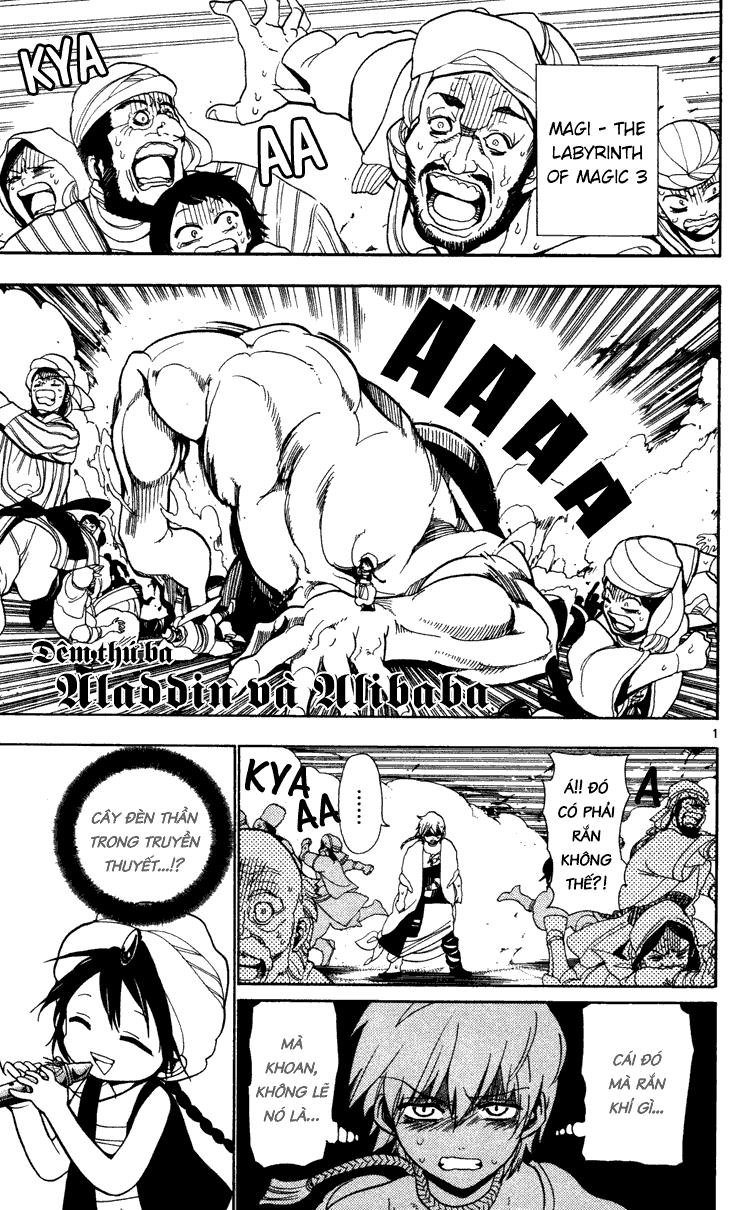 KYA
AA
MAGI - THE
LABYRINTH
OF MAGIC 3
AAAA
Đêm thứ ba
Aladdin và Alibaba
1
A
Á!! ĐÓ
CÓ PHẢI
RẮN
KHÔNG
THẾ?!
......
KYA
AA
CÁI ĐÓ
MÀ RẮN
KHỈ GÌ...
MÀ
KHOAN,
KHÔNG LẼ
NÓ LÀ...
CÂY ĐÈN THẦN
TRONG TRUYỀN
THUYẾT...!?